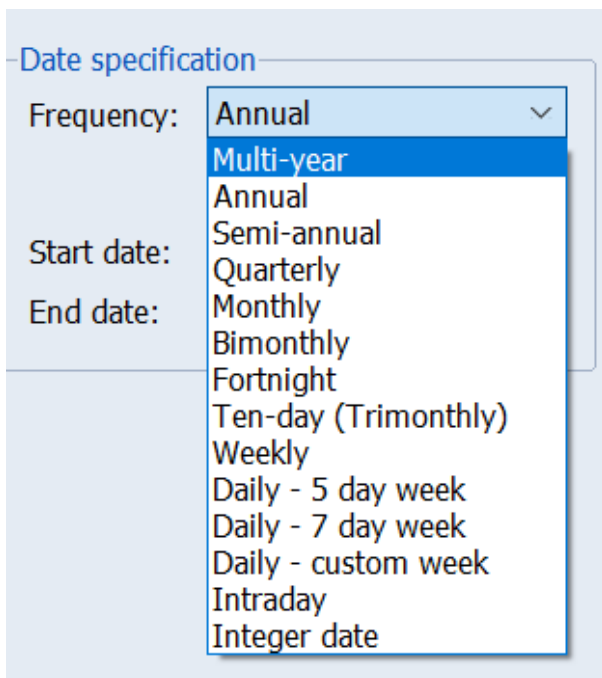 Date specification
Frequency: Annual
Multi-year
Annual
Semi-annual
Quarterly
Start date:
Monthly
End date:
Bimonthly
Fortnight
Ten-day (Trimonthly)
Weekly
Daily - 5 day week
Daily - 7 day week
Daily - custom week
Intraday
Integer date